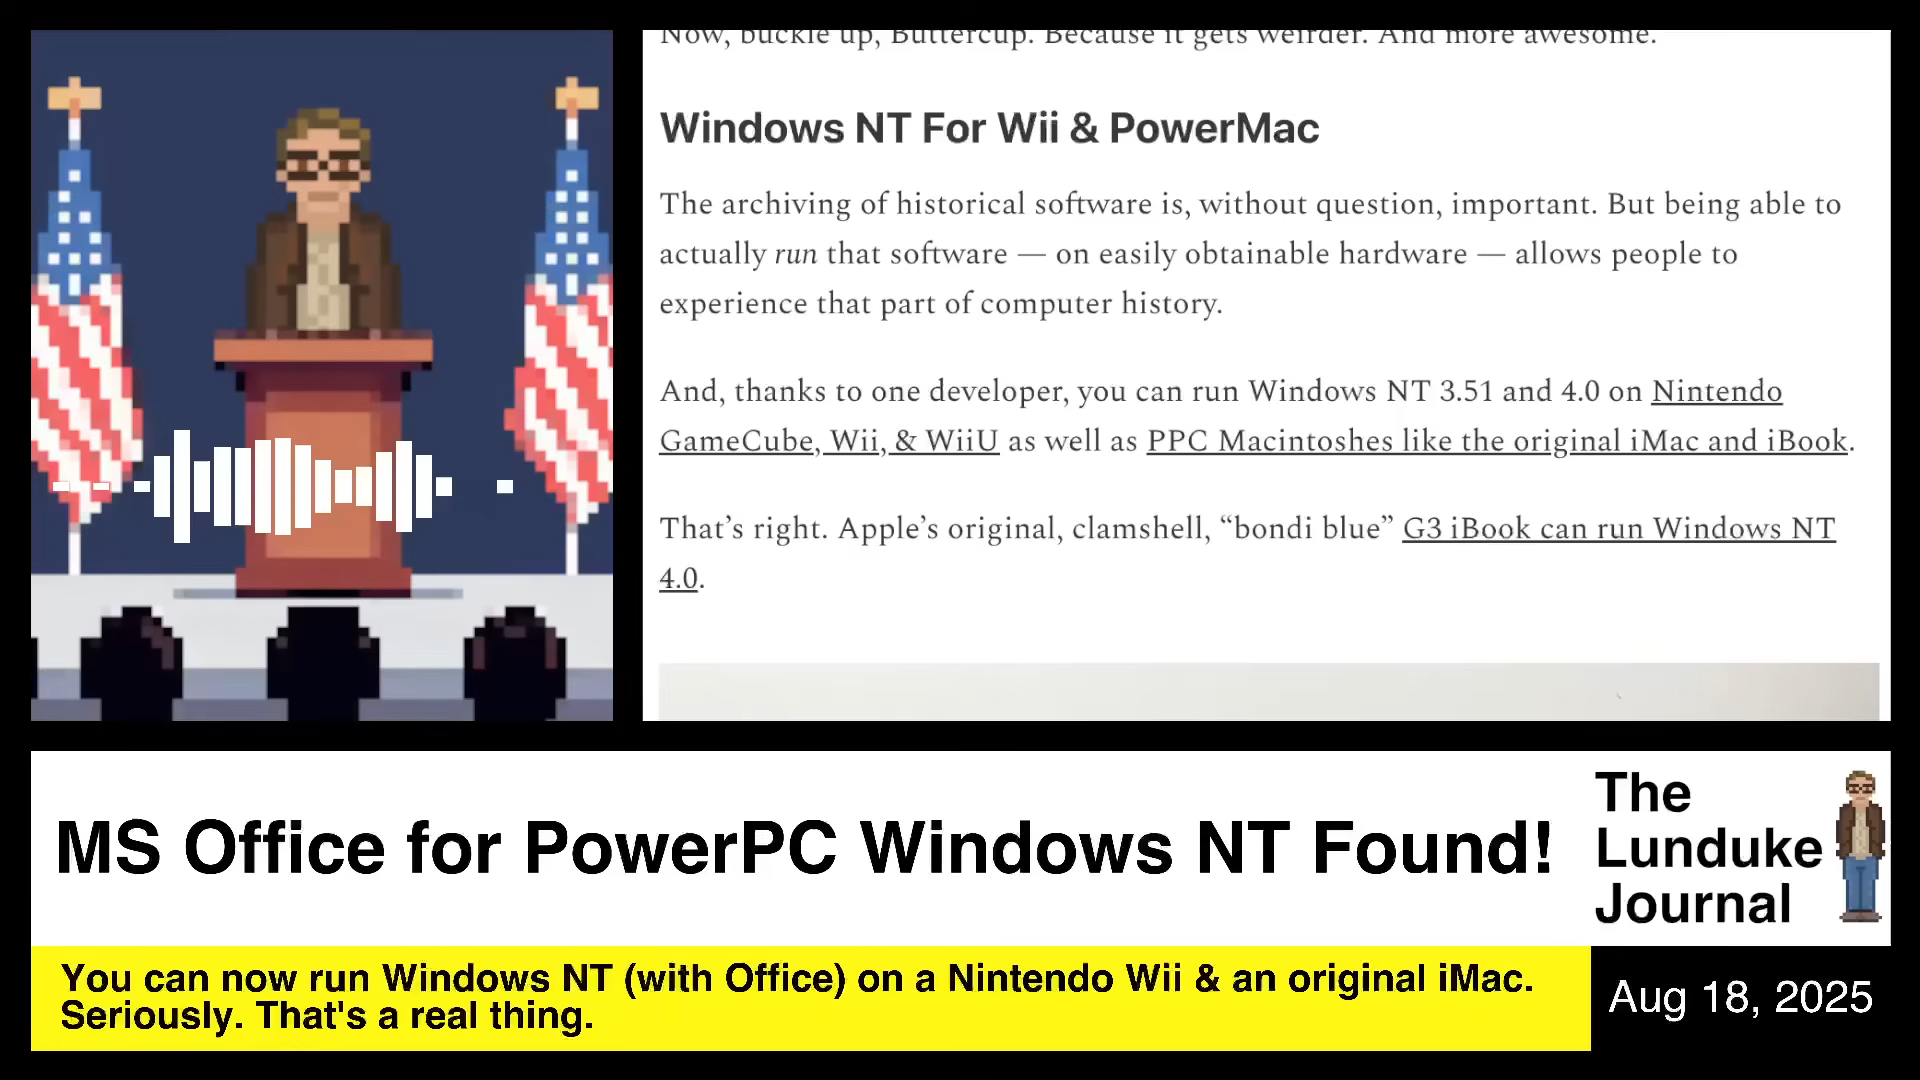 Now, buckle up, Buttercup. Because it gets weirder. And more awesome.
Windows NT For Wii & PowerMac
The archiving of historical software is, without question, important. But being able to
actually run that software — on easily obtainable hardware — allows people to
experience that part of computer history.
And, thanks to one developer, you can run Windows NT 3.51 and 4.0 on Nintendo
GameCube, Wii, & WiiU as well as PPC Macintoshes like the original iMac and iBook.
That’s right. Apple’s original, clamshell, “bondi blue” G3 iBook can run Windows NT
4.0.
MS Office for PowerPC Windows NT Found!
The
Lunduke
Journal
You can now run Windows NT (with Office) on a Nintendo Wii & an original iMac.
Seriously. That's a real thing.
Aug 18, 2025